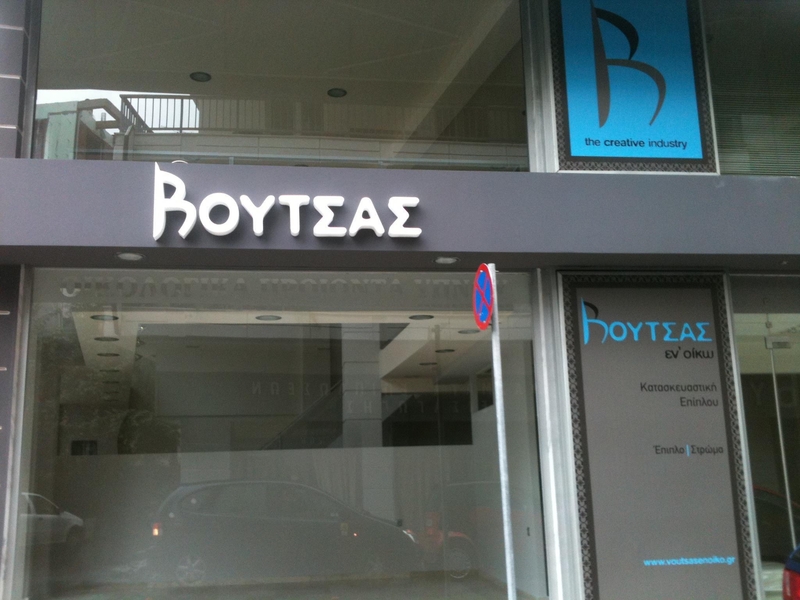 the creative industry
ΒΟΥΤΣΑΣ
ΒΟΥΤΣΑΣ
εν' οίκω
Κατασκευαστική
Επίπλου
Έπιπλο | Στρώμα
www.voutsasenoiko.gr